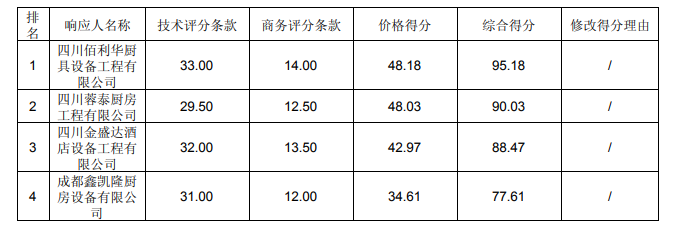 排名 响应人名称 技术评分条款 商务评分条款 价格得分 综合得分 修改得分理由
1 四川佰利华厨具设备工程有限公司 33.00 14.00 48.18 95.18 /
2 四川蓉泰厨房工程有限公司 29.50 12.50 48.03 90.03 /
3 四川金盛达酒店设备工程有限公司 32.00 13.50 42.97 88.47 /
4 成都鑫凯隆厨房设备有限公司 31.00 12.00 34.61 77.61 /